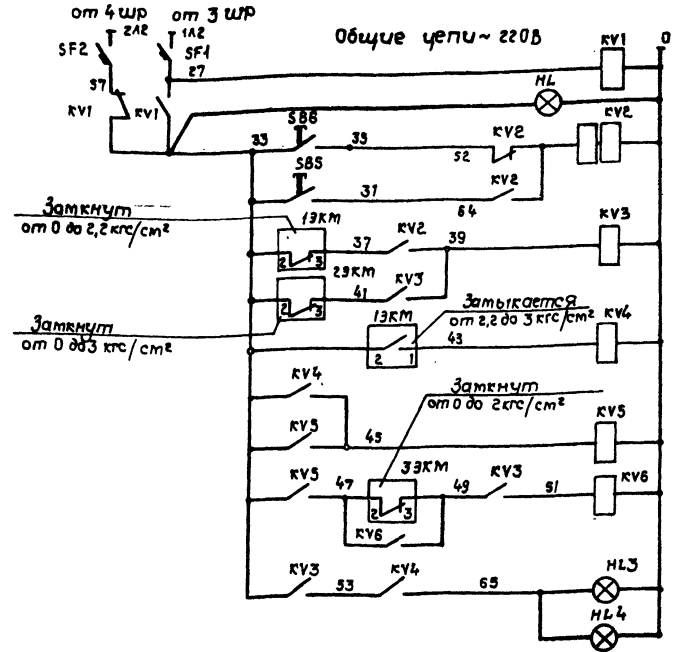 от 4 шр от 3 шр
2Л2 1Л2
Общие цепи ~ 220В
KV1 0
SF2 SF1
27
57
HL
KV1 KV1
SB6 KV2
33 35 52 KV2
SB5
31 KV2
64
Замкнут
от 0 до 2,2 кгс/см²
1ЭКМ KV2 KV3
37 39
2 3
2ЭКМ KV3
41
2 3
Замкнут
от 0 до 3 кгс/см²
Замыкается
от 2,2 до 3 кгс/см²
1ЭКМ KV4
43
2 1
KV4
Замкнут
от 0 до 2кгс/см²
KV5 KV5
45
KV5 47 3ЭКМ 49 KV3 51 KV6
2 3
KV6
KV3 KV4 HL3
53 65
HL4